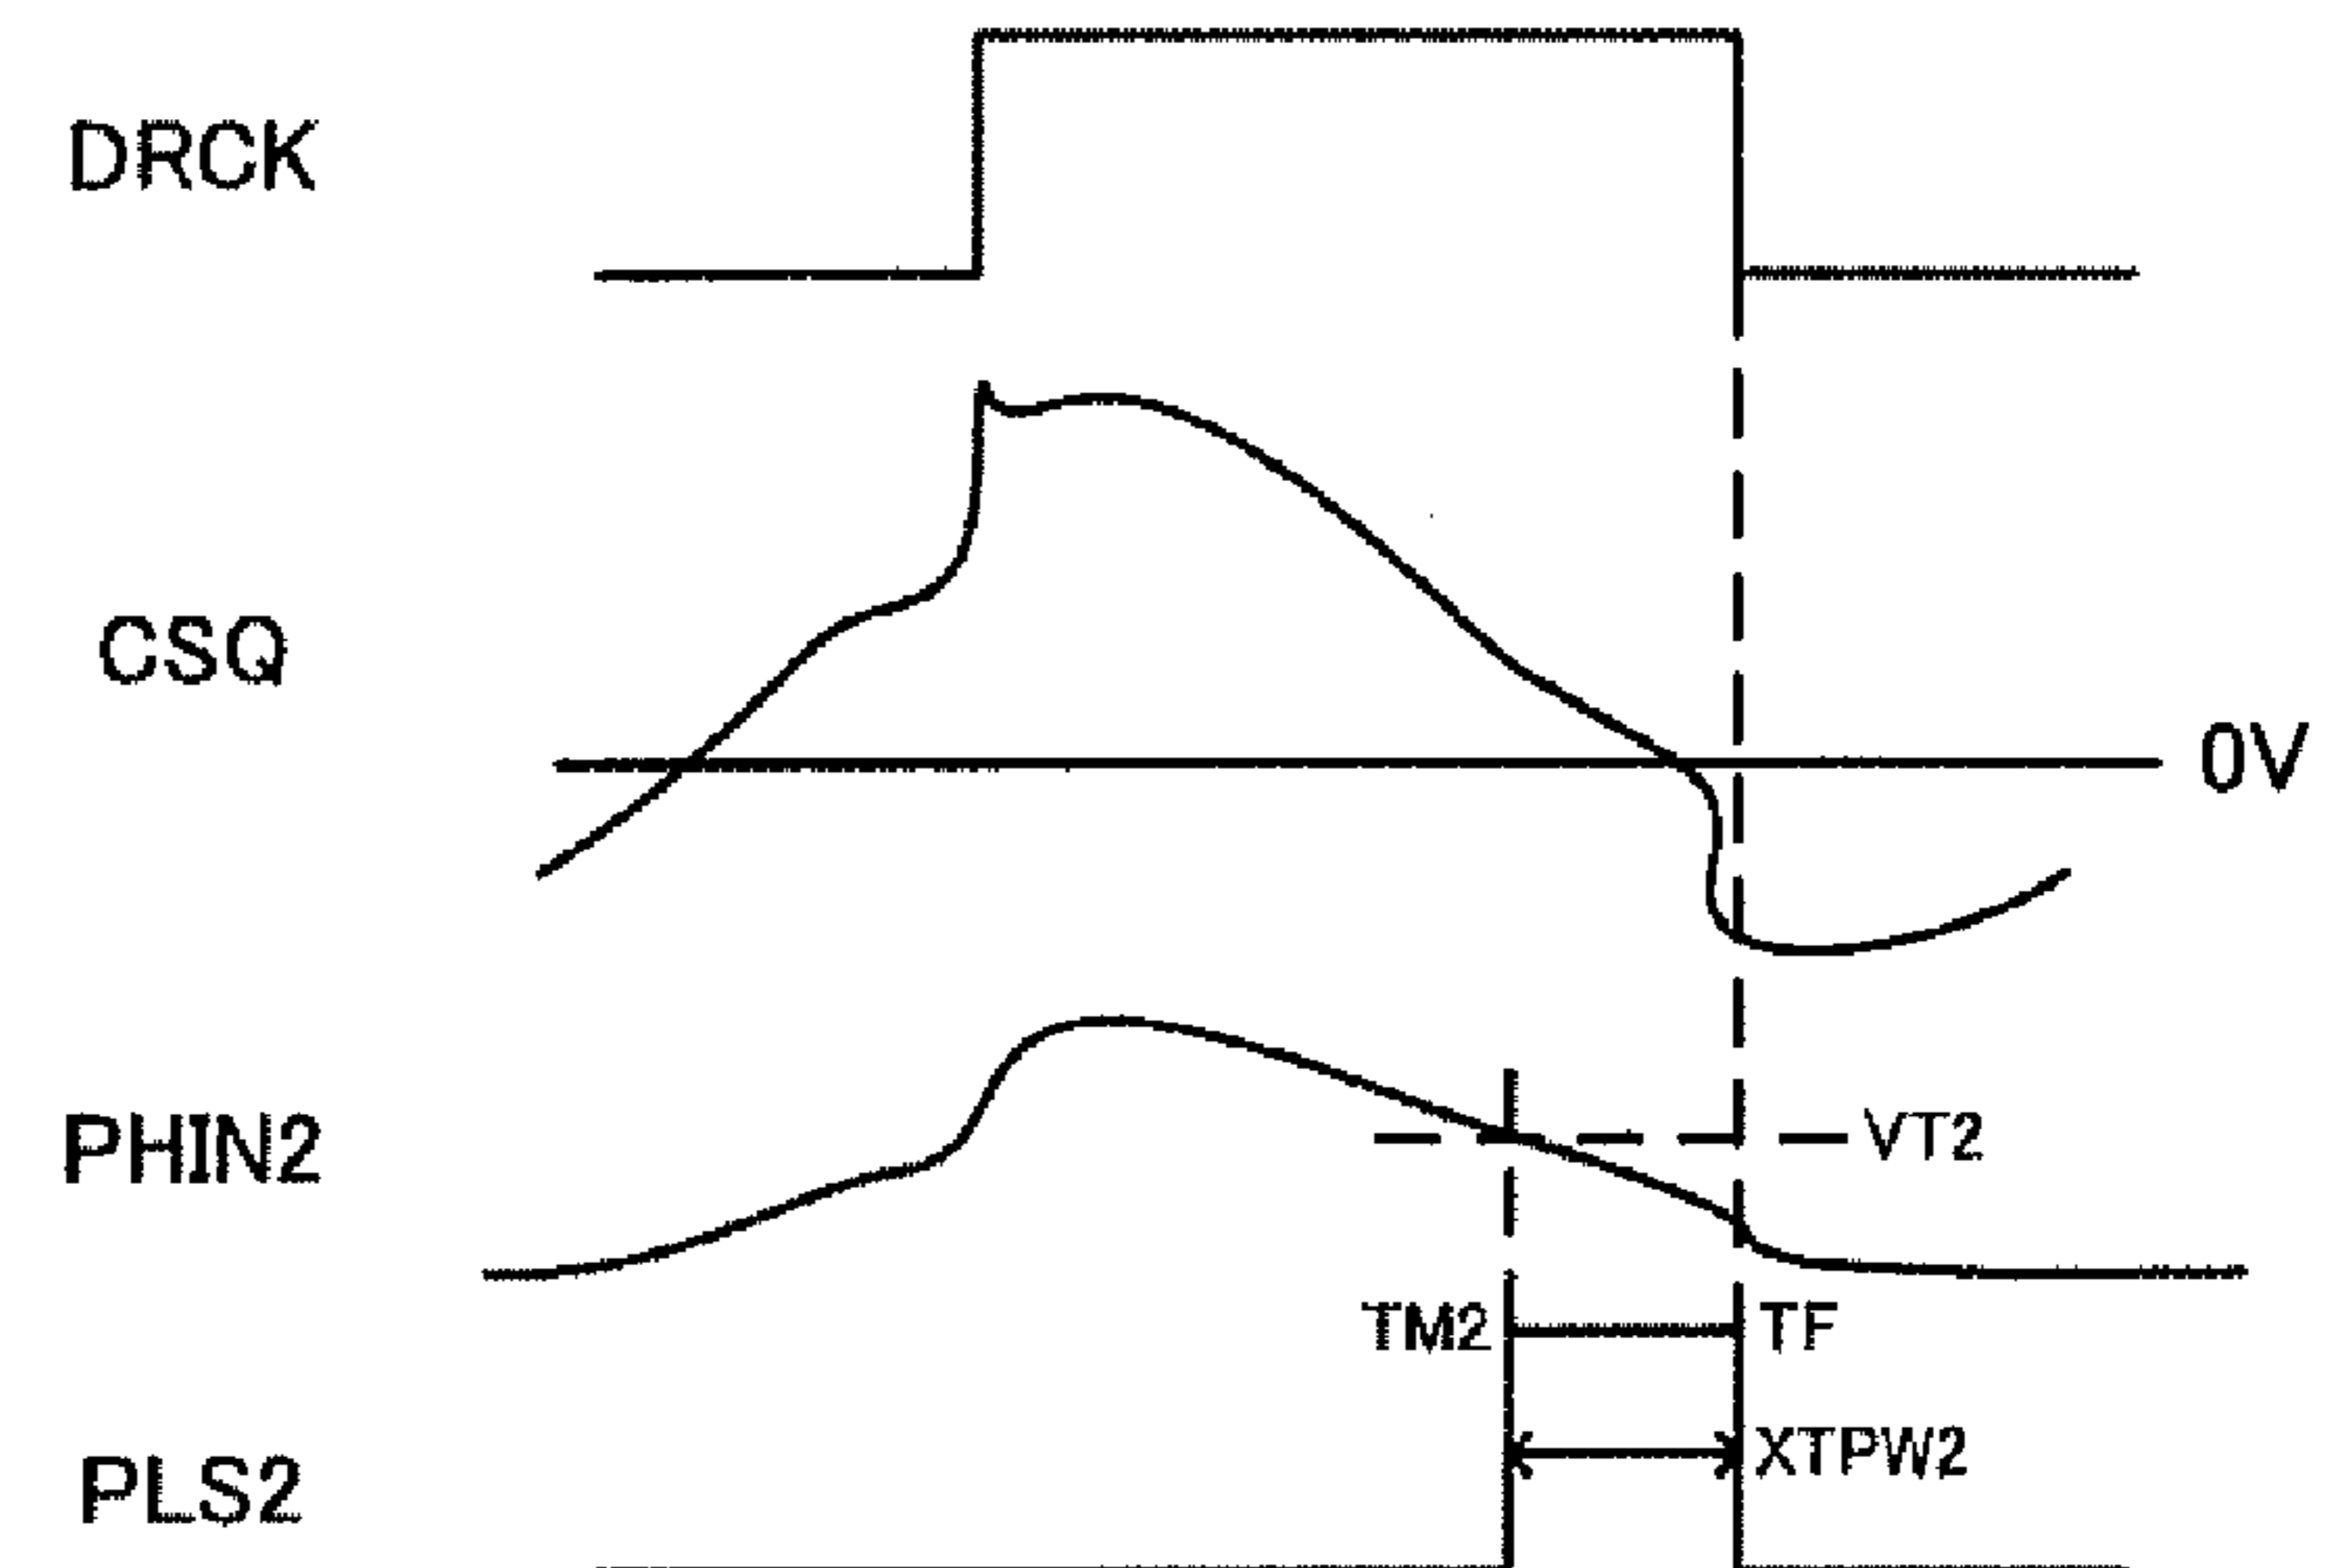 DRCK
CSQ
0V
PHIN2
VT2
TM2
TF
XTPW2
PLS2